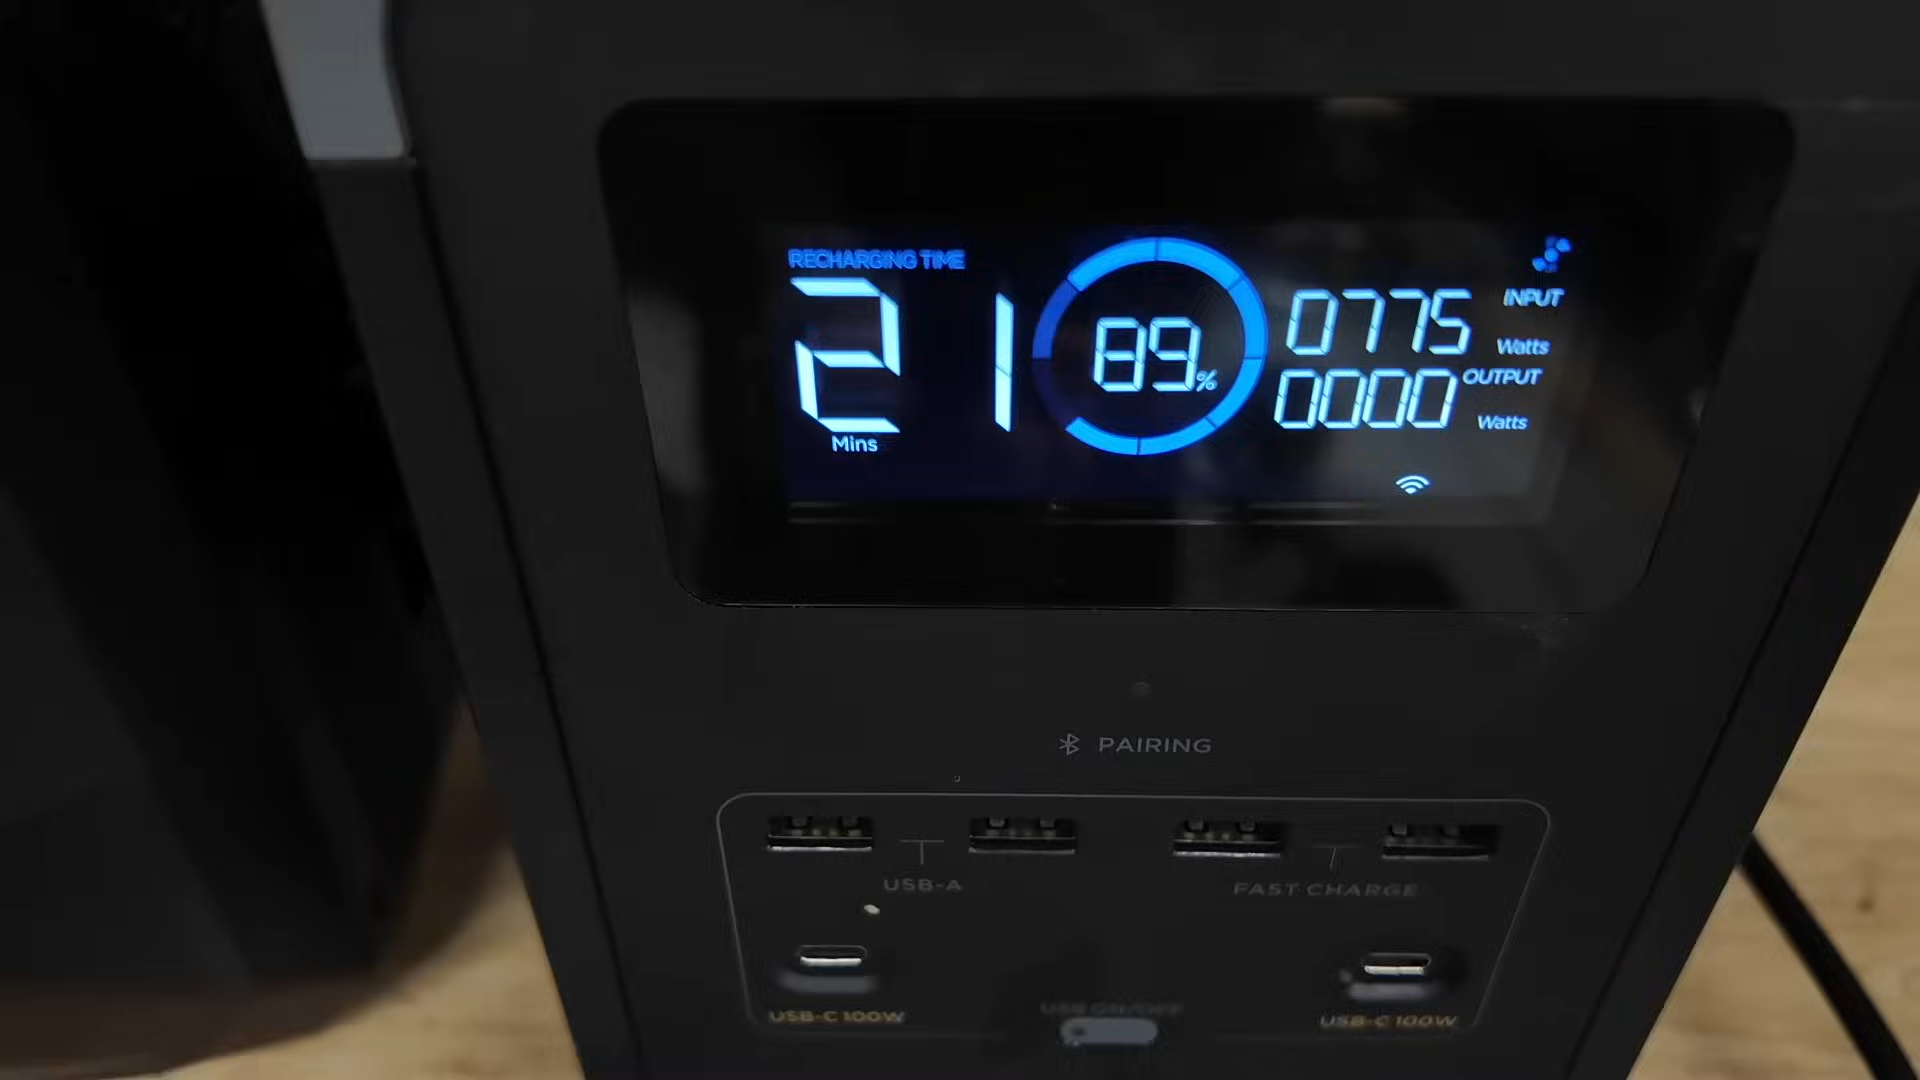 RECHARGING TIME
21
Mins
89%
0775
INPUT
Watts
0000
OUTPUT
Watts
PAIRING
USB-A
FAST CHARGE
USB-C 100W
USB ON/OFF
USB-C 100W